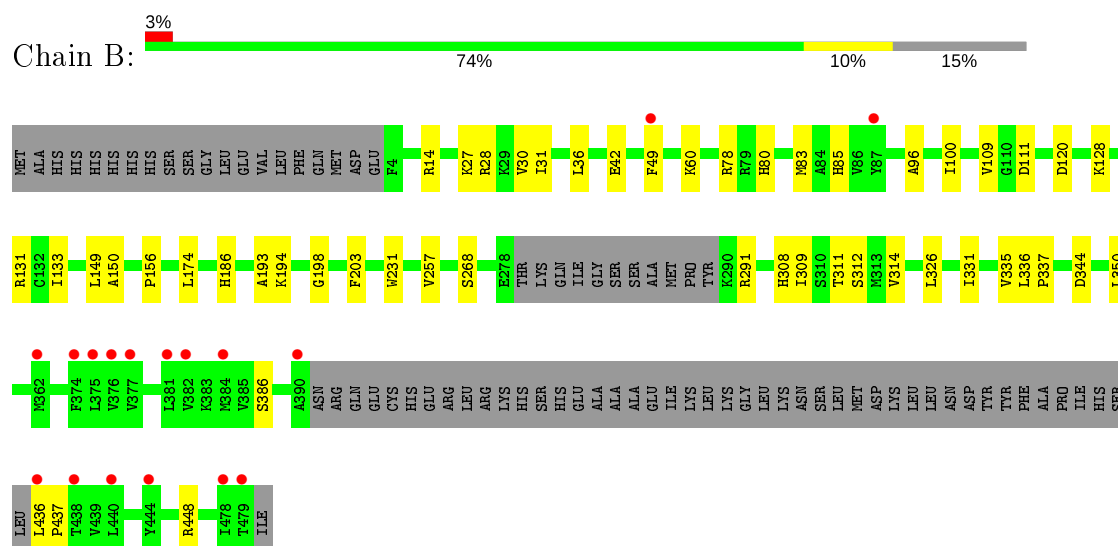 3%
Chain B:
74% 10% 15%
MET ALA HIS HIS HIS HIS HIS HIS SER SER GLY LEU GLU VAL LEU PHE GLN MET ASP GLU F4 R14 K27 R28 K29 V30 I31 L36 E42 F49 K60 R78 R79 H80 M83 A84 H85 V86 Y87 A96 I100 V109 G110 D111 D120 K128
R131 C132 I133 L149 A150 P156 L174 H186 A193 K194 G198 F203 W231 V257 S268 E278 THR LYS GLN ILE GLY SER SER ALA MET PRO TYR K290 R291 H308 I309 S310 T311 S312 M313 V314 L326 I331 V335 L336 P337 D344 L350
M362 F374 L375 V376 V377 L381 V382 K383 M384 V385 S386 A390 ASN ARG GLN GLU CYS HIS GLU ARG LEU ARG LYS HIS SER HIS GLU ALA ALA ALA GLU ILE LYS LEU LYS GLY LEU LYS ASN SER LEU MET ASP LYS LEU LEU ASN ASP TYR TYR PHE ALA PRO ILE HIS SER
LEU L436 P437 T438 V439 L440 Y444 R448 I478 T479 ILE